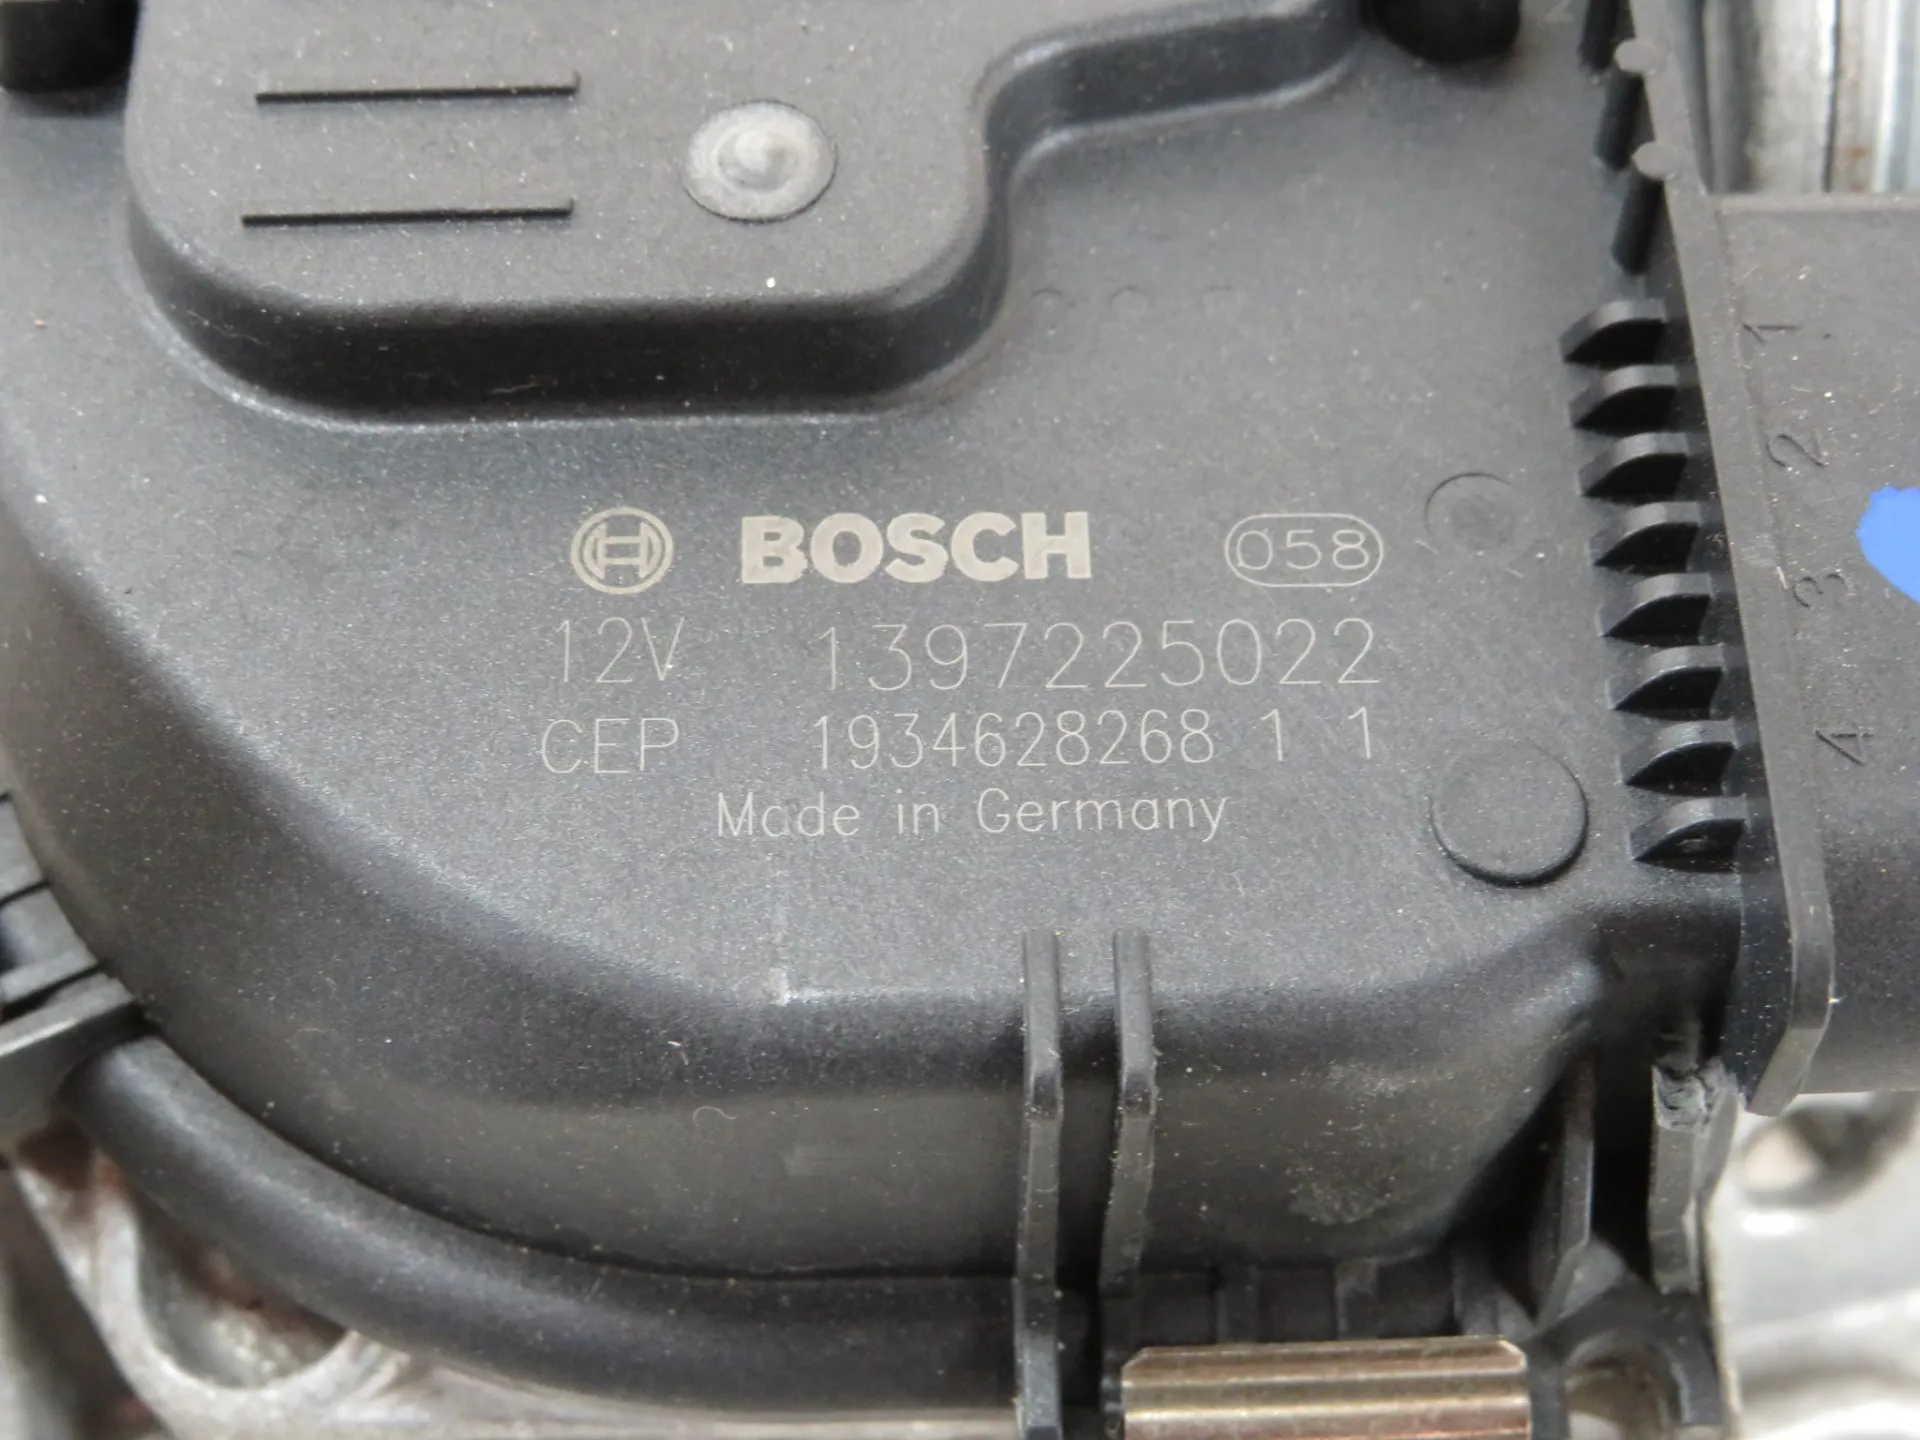 BOSCH 058
12V 1397225022
CEP 1934628268 1 1
Made in Germany
1
2
3
4